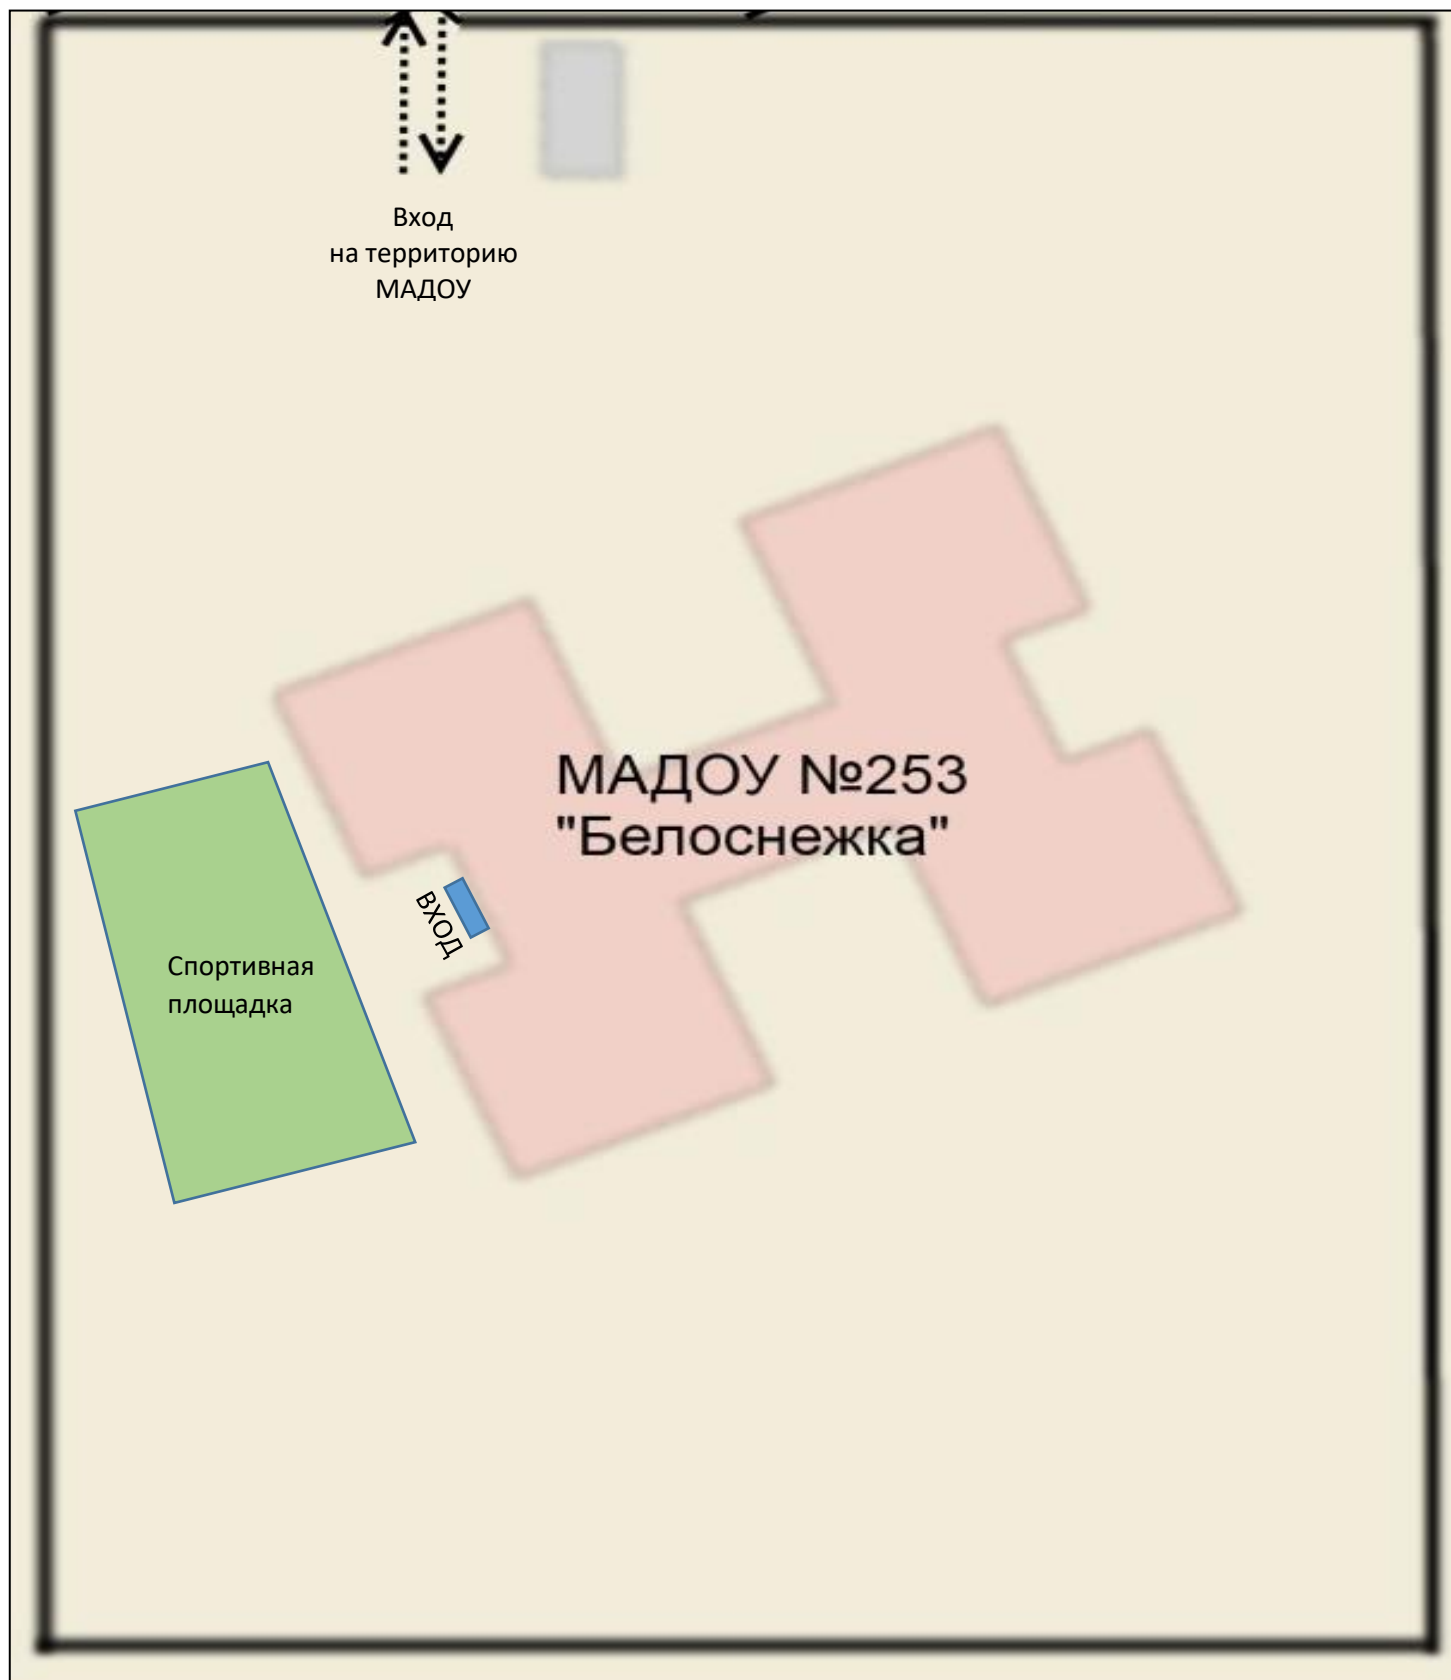 Вход
на территорию
МАДОУ
МАДОУ №253
"Белоснежка"
ВХОД
Спортивная
площадка